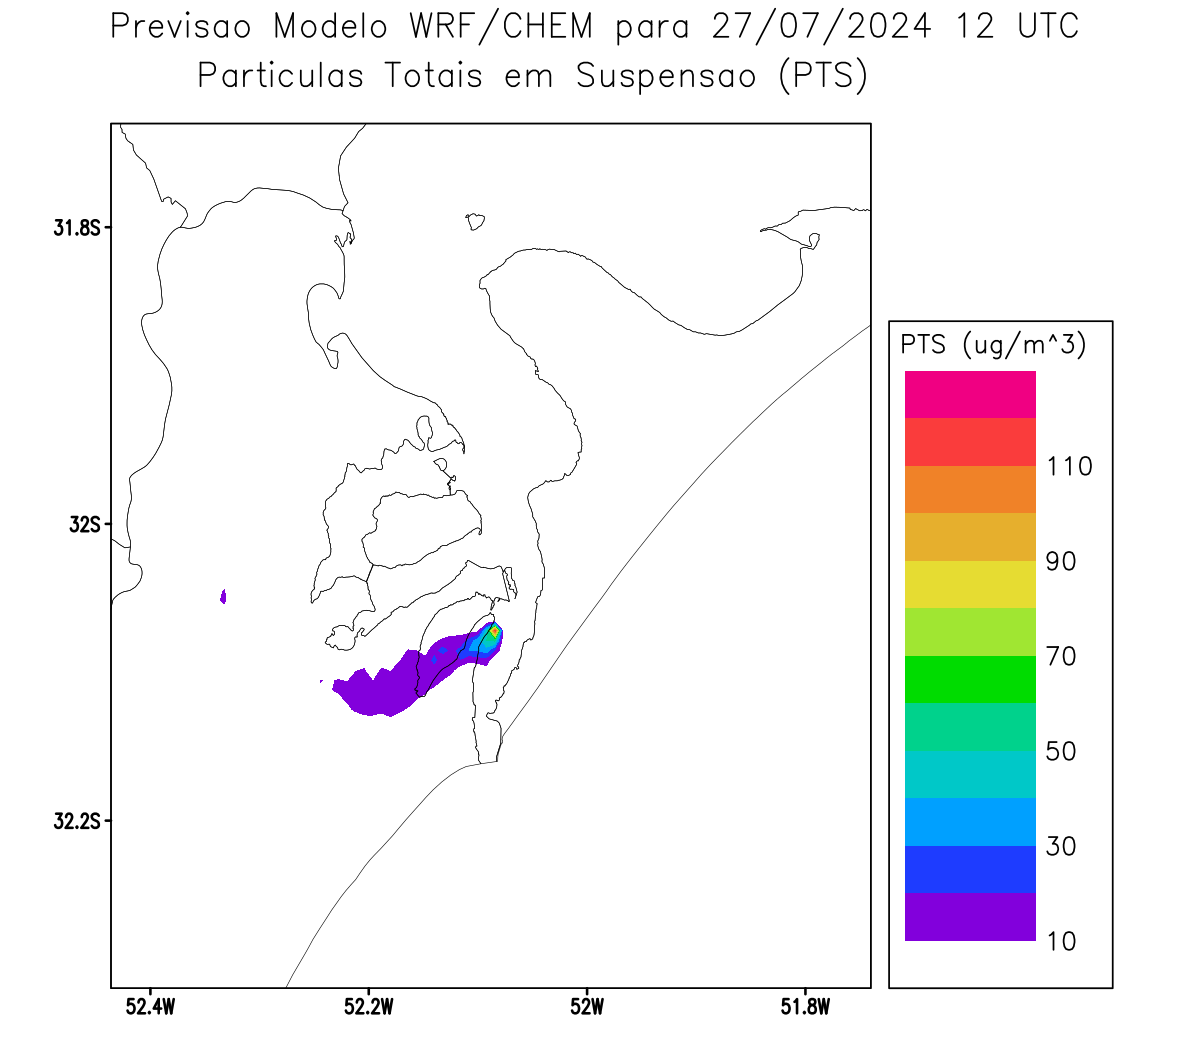 Previsao Modelo WRF/CHEM para 27/07/2024 12 UTC
Particulas Totais em Suspensao (PTS)
31.8S
32S
32.2S
52.4W
52.2W
52W
51.8W
PTS (ug/m^3)
110
90
70
50
30
10